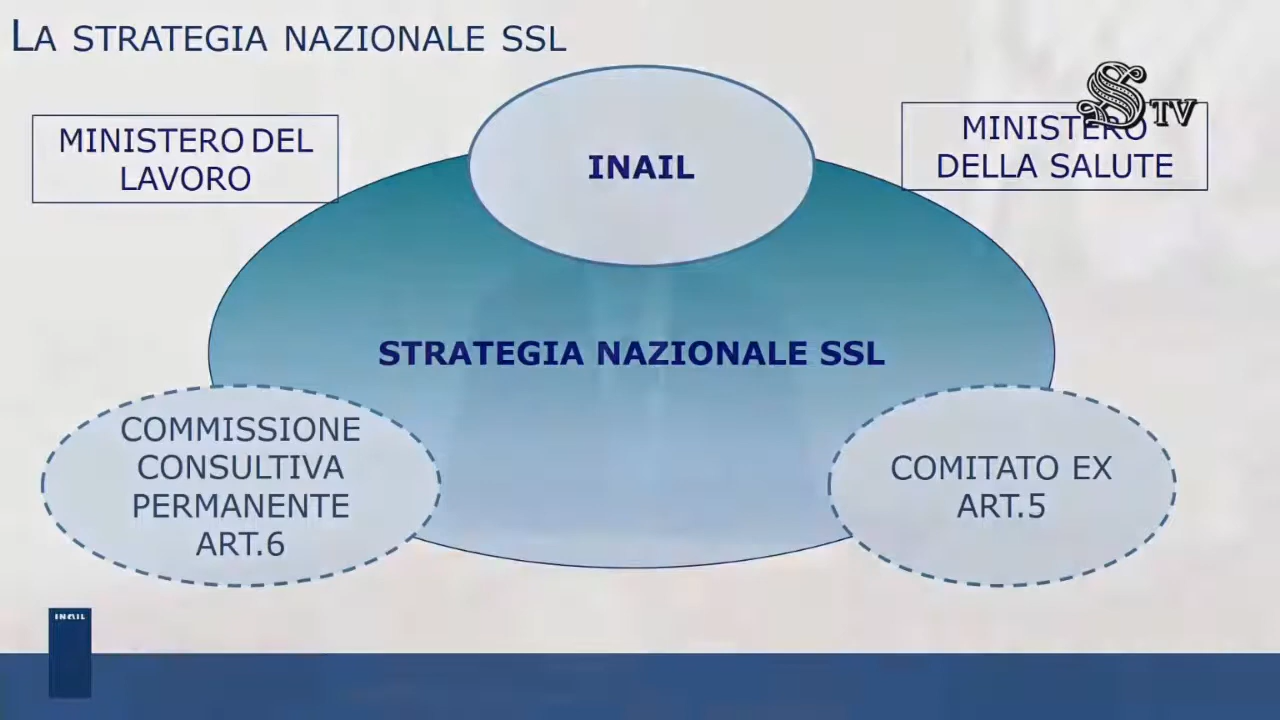 LA STRATEGIA NAZIONALE SSL
STV
MINISTERO DEL
LAVORO
INAIL
MINISTERO
DELLA SALUTE
STRATEGIA NAZIONALE SSL
COMMISSIONE
CONSULTIVA
PERMANENTE
ART.6
COMITATO EX
ART.5
INAIL